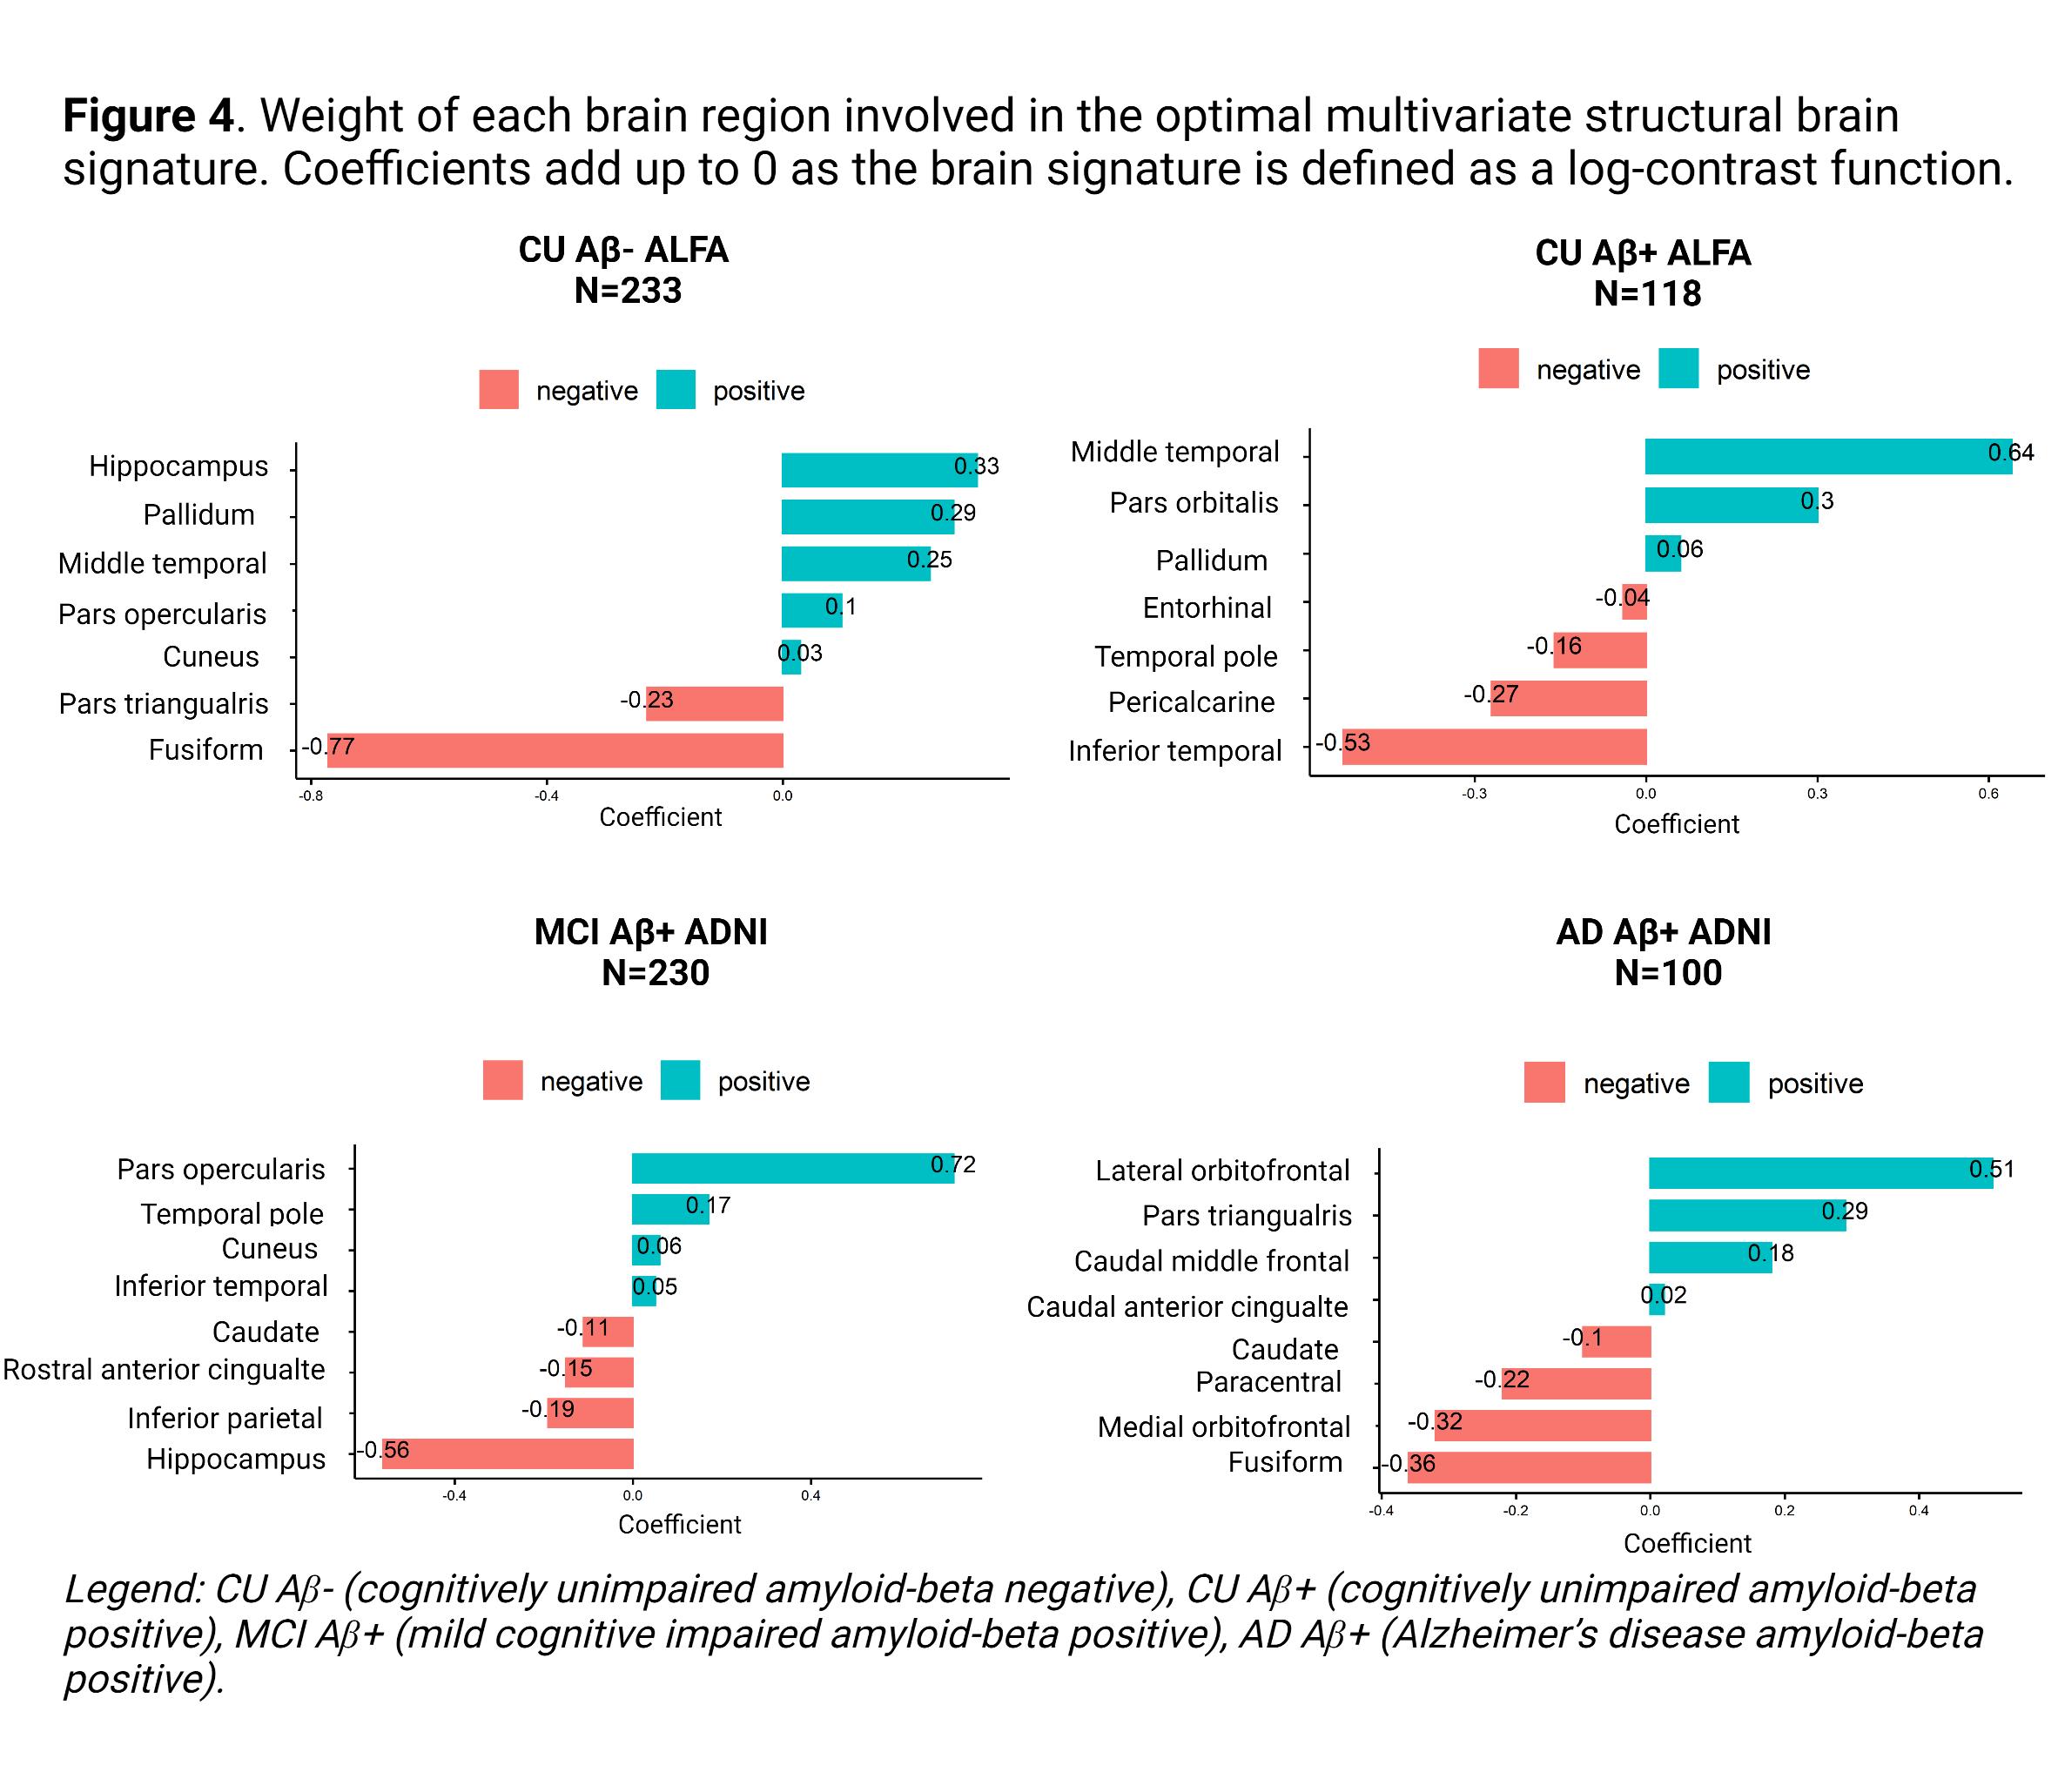 Figure 4. Weight of each brain region involved in the optimal multivariate structural brain
signature. Coefficients add up to 0 as the brain signature is defined as a log-contrast function.
CU Aβ- ALFA
N=233
negative positive
Hippocampus 0.33
Pallidum 0.29
Middle temporal 0.25
Pars opercularis 0.1
Cuneus 0.03
Pars triangualris -0.23
Fusiform -0.77
-0.8 -0.4 0.0
Coefficient
CU Aβ+ ALFA
N=118
negative positive
Middle temporal 0.64
Pars orbitalis 0.3
Pallidum 0.06
Entorhinal -0.04
Temporal pole -0.16
Pericalcarine -0.27
Inferior temporal -0.53
-0.3 0.0 0.3 0.6
Coefficient
MCI Aβ+ ADNI
N=230
negative positive
Pars opercularis 0.72
Temporal pole 0.17
Cuneus 0.06
Inferior temporal 0.05
Caudate -0.11
Rostral anterior cingualte -0.15
Inferior parietal -0.19
Hippocampus -0.56
-0.4 0.0 0.4
Coefficient
AD Aβ+ ADNI
N=100
negative positive
Lateral orbitofrontal 0.51
Pars triangualris 0.29
Caudal middle frontal 0.18
Caudal anterior cingualte 0.02
Caudate -0.1
Paracentral -0.22
Medial orbitofrontal -0.32
Fusiform -0.36
-0.4 -0.2 0.0 0.2 0.4
Coefficient
Legend: CU Aβ- (cognitively unimpaired amyloid-beta negative), CU Aβ+ (cognitively unimpaired amyloid-beta
positive), MCI Aβ+ (mild cognitive impaired amyloid-beta positive), AD Aβ+ (Alzheimer's disease amyloid-beta
positive).